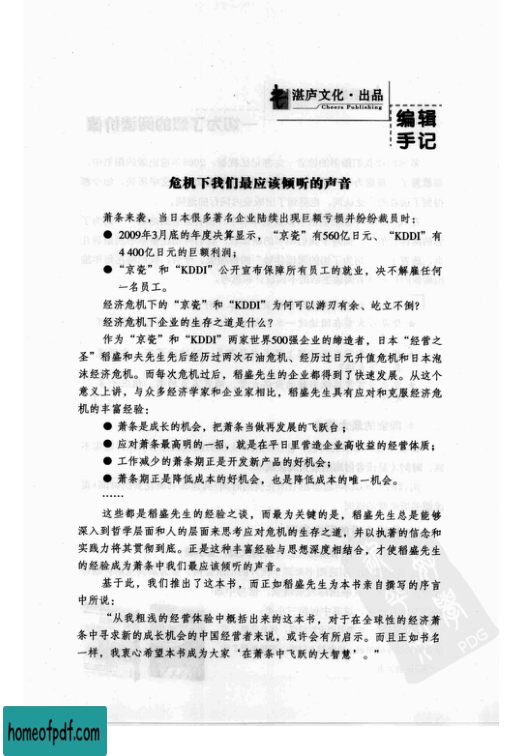 湛庐文化·出品
Cheers Publishing
编辑
手记
危机下我们最应该倾听的声音
萧条来袭,当日本很多著名企业陆续出现巨额亏损并纷纷裁员时:
● 2009年3月底的年度决算显示,“京瓷”有560亿日元、“KDDI”有
4 400亿日元的巨额利润;
● “京瓷”和“KDDI”公开宣布保障所有员工的就业,决不解雇任何
一名员工。
经济危机下的“京瓷”和“KDDI”为何可以游刃有余、屹立不倒?
经济危机下企业的生存之道是什么?
作为“京瓷”和“KDDI”两家世界500强企业的缔造者,日本“经营之
圣”稻盛和夫先生先后经历过两次石油危机、经历过日元升值危机和日本泡
沫经济危机。而每次危机过后,稻盛先生的企业都得到了快速发展。从这个
意义上讲,与众多经济学家和企业家相比,稻盛先生具有应对和克服经济危
机的丰富经验:
● 萧条是成长的机会,把萧条当做再发展的飞跃台;
● 应对萧条最高明的一招,就是在平日里营造企业高收益的经营体质;
● 工作减少的萧条期正是开发新产品的好机会;
● 萧条期正是降低成本的好机会,也是降低成本的唯一机会。
……
这些都是稻盛先生的经验之谈,而最为关键的是,稻盛先生总是能够
深入到哲学层面和人的层面来思考应对危机的生存之道,并以执著的信念和
实践力将其贯彻到底。正是这种丰富经验与思想深度相结合,才使稻盛先生
的经验成为萧条中我们最应该倾听的声音。
基于此,我们推出了这本书,而正如稻盛先生为本书亲自撰写的序言
中所说:
“从我粗浅的经营体验中概括出来的这本书,对于在全球性的经济萧
条中寻求新的成长机会的中国经营者来说,或许会有所启示。而且正如书名
一样,我衷心希望本书成为大家‘在萧条中飞跃的大智慧’。”
PDG
homeofpdf.com